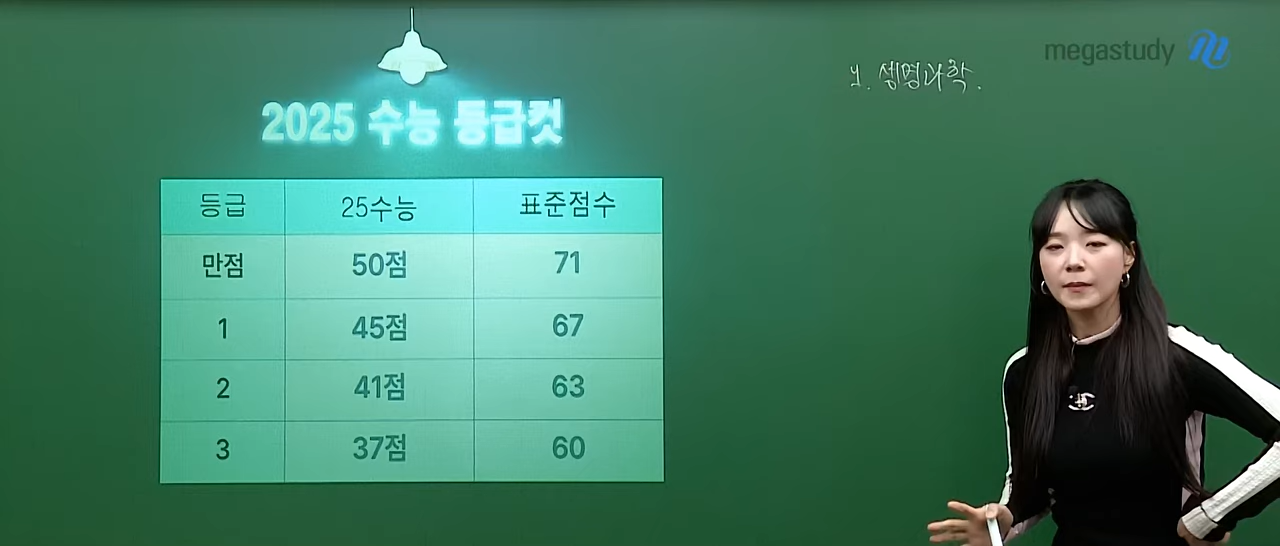 megastudy
생명과학.
2025 수능 등급컷
등급 25수능 표준점수
만점 50점 71
1 45점 67
2 41점 63
3 37점 60